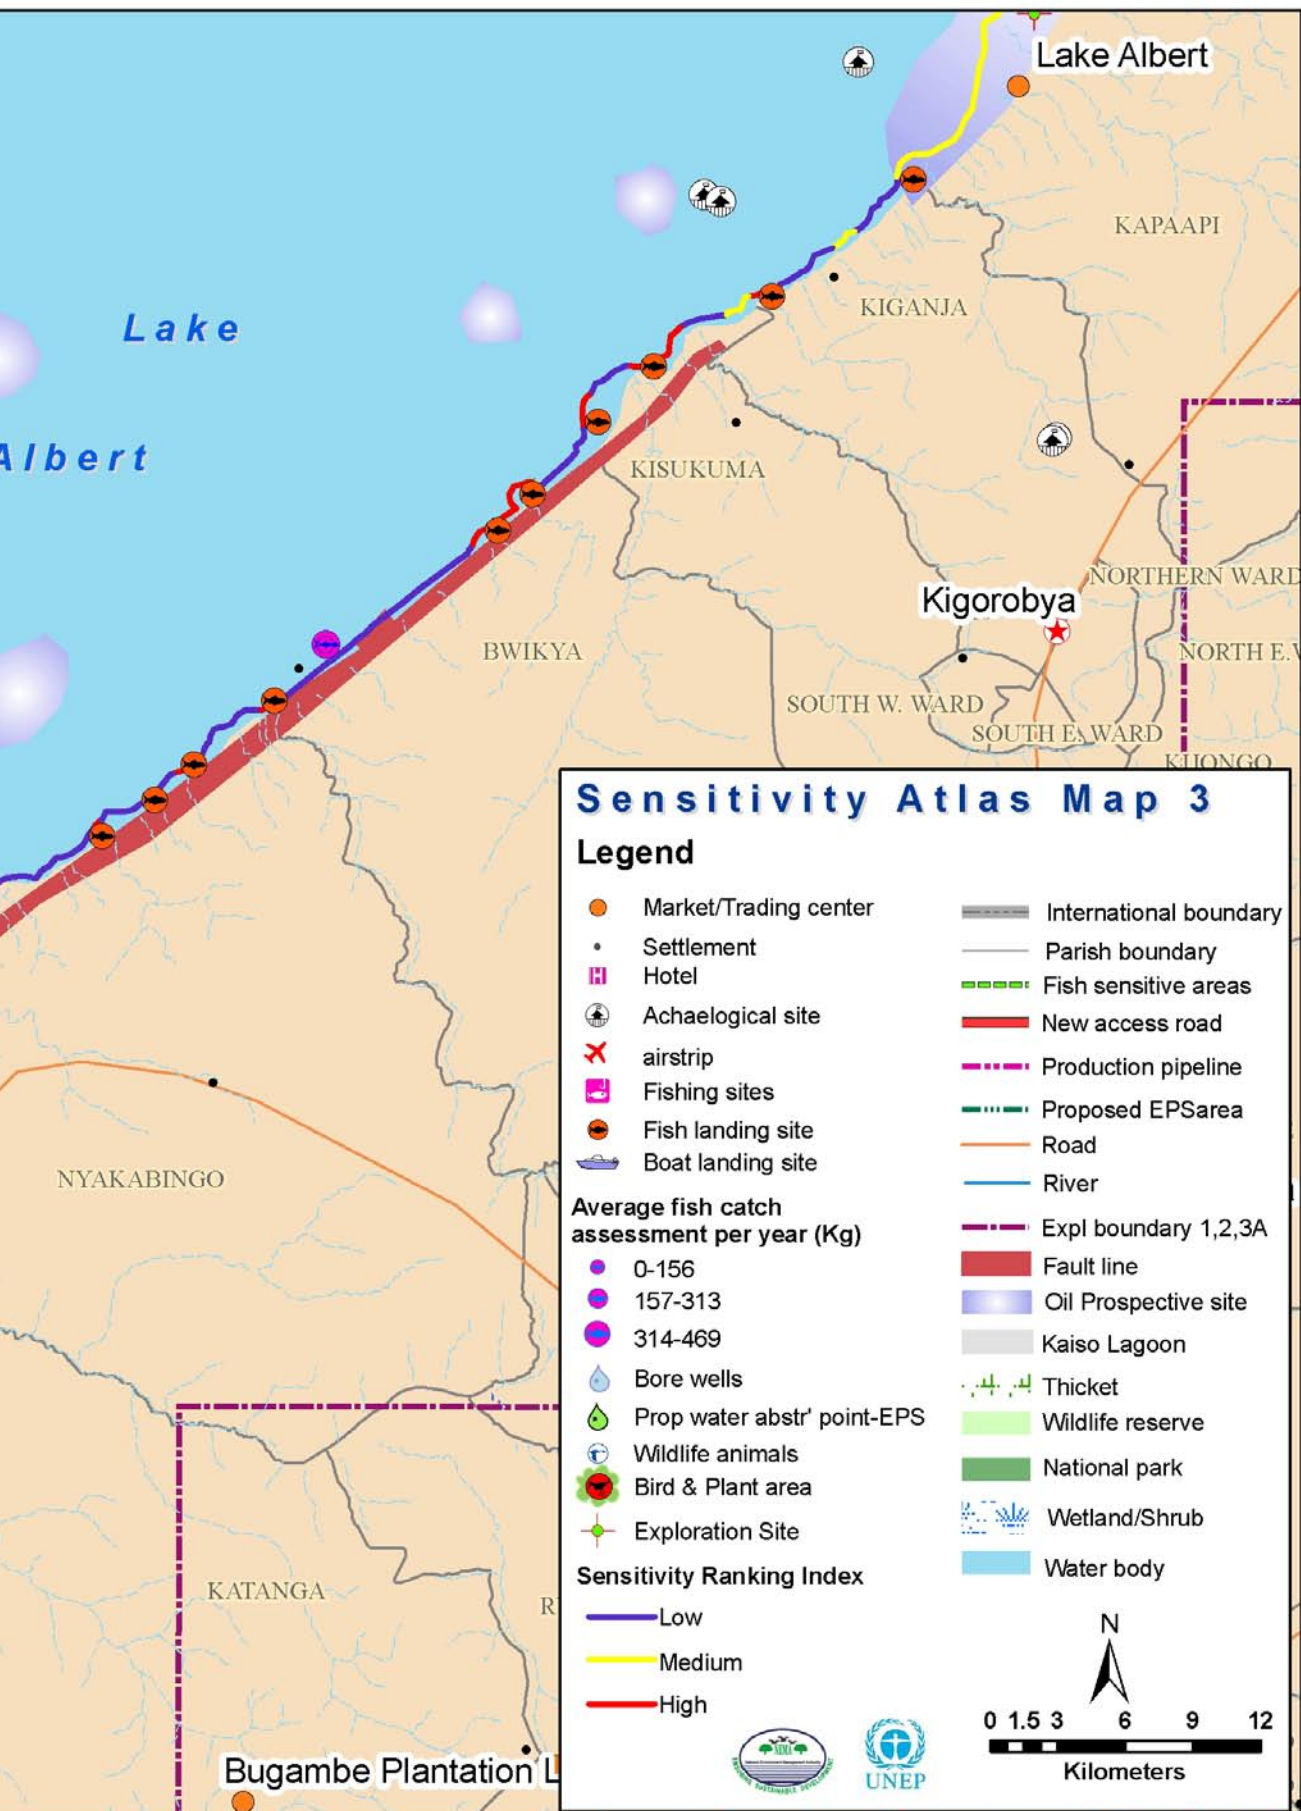 Lake Albert
KAPAAPI
KIGANJA
Lake
Albert
KISUKUMA
NORTHERN WARD
Kigorobya
BWIKYA
NORTH E.
SOUTH W. WARD
SOUTH E. WARD
KIJONGO
NYAKABINGO
KATANGA
R
Bugambe Plantation L
Sensitivity Atlas Map 3
Legend
Market/Trading center
Settlement
Hotel
Achaelogical site
airstrip
Fishing sites
Fish landing site
Boat landing site
Average fish catch
assessment per year (Kg)
0-156
157-313
314-469
Bore wells
Prop water abstr' point-EPS
Wildlife animals
Bird & Plant area
Exploration Site
Sensitivity Ranking Index
Low
Medium
High
International boundary
Parish boundary
Fish sensitive areas
New access road
Production pipeline
Proposed EPSarea
Road
River
Expl boundary 1,2,3A
Fault line
Oil Prospective site
Kaiso Lagoon
Thicket
Wildlife reserve
National park
Wetland/Shrub
Water body
N
0 1.5 3 6 9 12
Kilometers
NEMA
ENSURING SUSTAINABLE DEVELOPMENT
UNEP